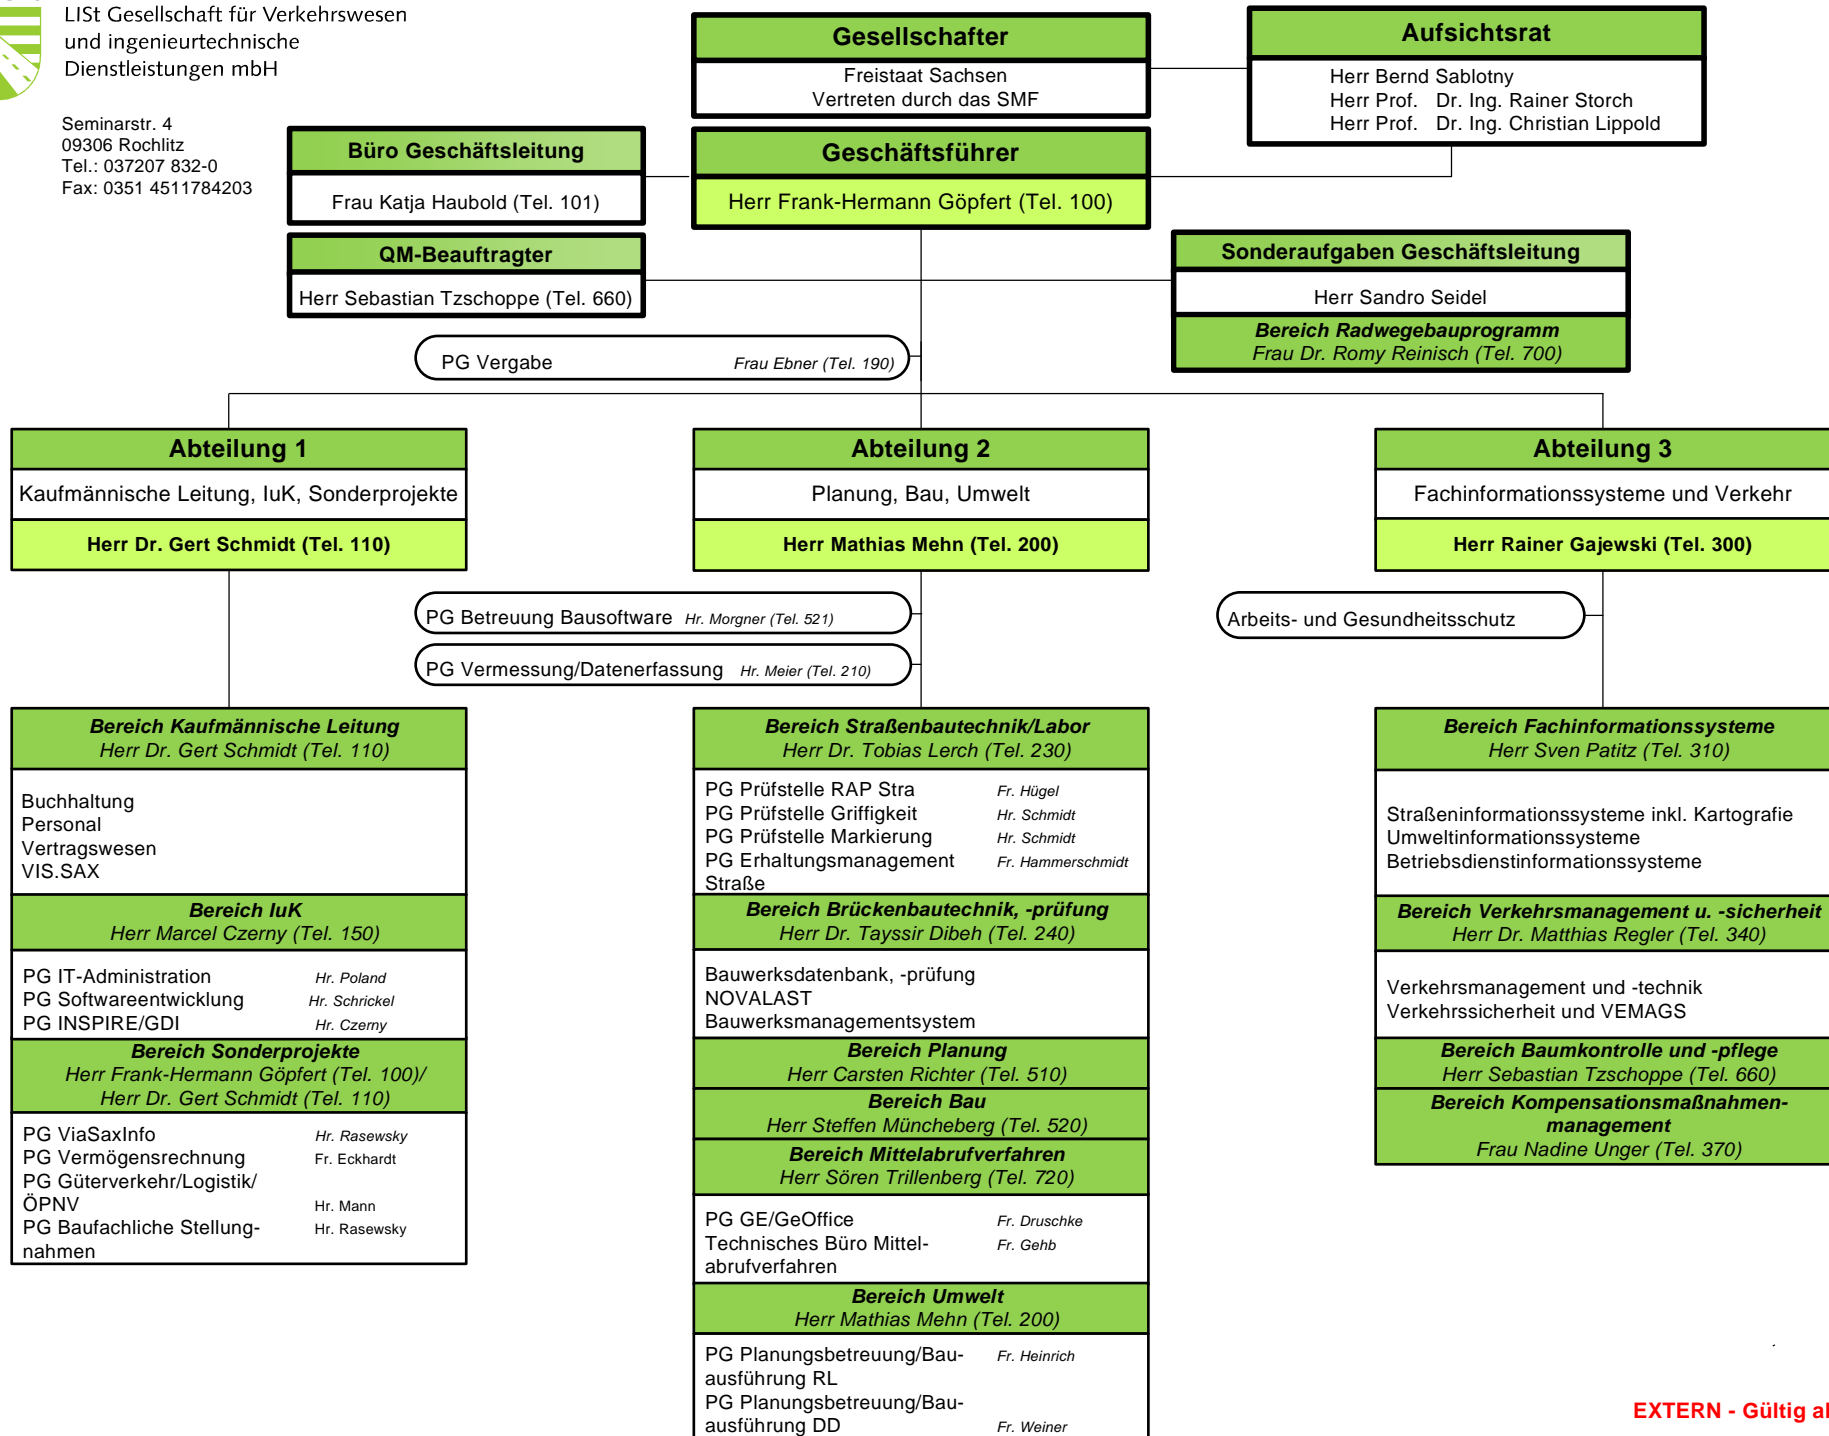 LISt Gesellschaft für Verkehrswesen
und ingenieurtechnische
Dienstleistungen mbH
Seminarstr. 4
09306 Rochlitz
Tel.: 037207 832-0
Fax: 0351 4511784203
Gesellschafter
Freistaat Sachsen
Vertreten durch das SMF
Aufsichtsrat
Herr Bernd Sablotny
Herr Prof. Dr. Ing. Rainer Storch
Herr Prof. Dr. Ing. Christian Lippold
Büro Geschäftsleitung
Frau Katja Haubold (Tel. 101)
Geschäftsführer
Herr Frank-Hermann Göpfert (Tel. 100)
QM-Beauftragter
Herr Sebastian Tzschoppe (Tel. 660)
Sonderaufgaben Geschäftsleitung
Herr Sandro Seidel
Bereich Radwegebauprogramm
Frau Dr. Romy Reinisch (Tel. 700)
PG Vergabe Frau Ebner (Tel. 190)
Abteilung 1
Kaufmännische Leitung, IuK, Sonderprojekte
Herr Dr. Gert Schmidt (Tel. 110)
Bereich Kaufmännische Leitung
Herr Dr. Gert Schmidt (Tel. 110)
Buchhaltung
Personal
Vertragswesen
VIS.SAX
Bereich IuK
Herr Marcel Czerny (Tel. 150)
PG IT-Administration Hr. Poland
PG Softwareentwicklung Hr. Schrickel
PG INSPIRE/GDI Hr. Czerny
Bereich Sonderprojekte
Herr Frank-Hermann Göpfert (Tel. 100)/
Herr Dr. Gert Schmidt (Tel. 110)
PG ViaSaxInfo Hr. Rasewsky
PG Vermögensrechnung Fr. Eckhardt
PG Güterverkehr/Logistik/
ÖPNV Hr. Mann
PG Baufachliche Stellung- Hr. Rasewsky
nahmen
Abteilung 2
Planung, Bau, Umwelt
Herr Mathias Mehn (Tel. 200)
PG Betreuung Bausoftware Hr. Morgner (Tel. 521)
PG Vermessung/Datenerfassung Hr. Meier (Tel. 210)
Bereich Straßenbautechnik/Labor
Herr Dr. Tobias Lerch (Tel. 230)
PG Prüfstelle RAP Stra Fr. Hügel
PG Prüfstelle Griffigkeit Hr. Schmidt
PG Prüfstelle Markierung Hr. Schmidt
PG Erhaltungsmanagement Fr. Hammerschmidt
Straße
Bereich Brückenbautechnik, -prüfung
Herr Dr. Tayssir Dibeh (Tel. 240)
Bauwerksdatenbank, -prüfung
NOVALAST
Bauwerksmanagementsystem
Bereich Planung
Herr Carsten Richter (Tel. 510)
Bereich Bau
Herr Steffen Müncheberg (Tel. 520)
Bereich Mittelabrufverfahren
Herr Sören Trillenberg (Tel. 720)
PG GE/GeOffice Fr. Druschke
Technisches Büro Mittel- Fr. Gehb
abrufverfahren
Bereich Umwelt
Herr Mathias Mehn (Tel. 200)
PG Planungsbetreuung/Bau- Fr. Heinrich
ausführung RL
PG Planungsbetreuung/Bau-
ausführung DD Fr. Weiner
Abteilung 3
Fachinformationssysteme und Verkehr
Herr Rainer Gajewski (Tel. 300)
Arbeits- und Gesundheitsschutz
Bereich Fachinformationssysteme
Herr Sven Patitz (Tel. 310)
Straßeninformationssysteme inkl. Kartografie
Umweltinformationssysteme
Betriebsdienstinformationssysteme
Bereich Verkehrsmanagement u. -sicherheit
Herr Dr. Matthias Regler (Tel. 340)
Verkehrsmanagement und -technik
Verkehrssicherheit und VEMAGS
Bereich Baumkontrolle und -pflege
Herr Sebastian Tzschoppe (Tel. 660)
Bereich Kompensationsmaßnahmen-
management
Frau Nadine Unger (Tel. 370)
EXTERN - Gültig